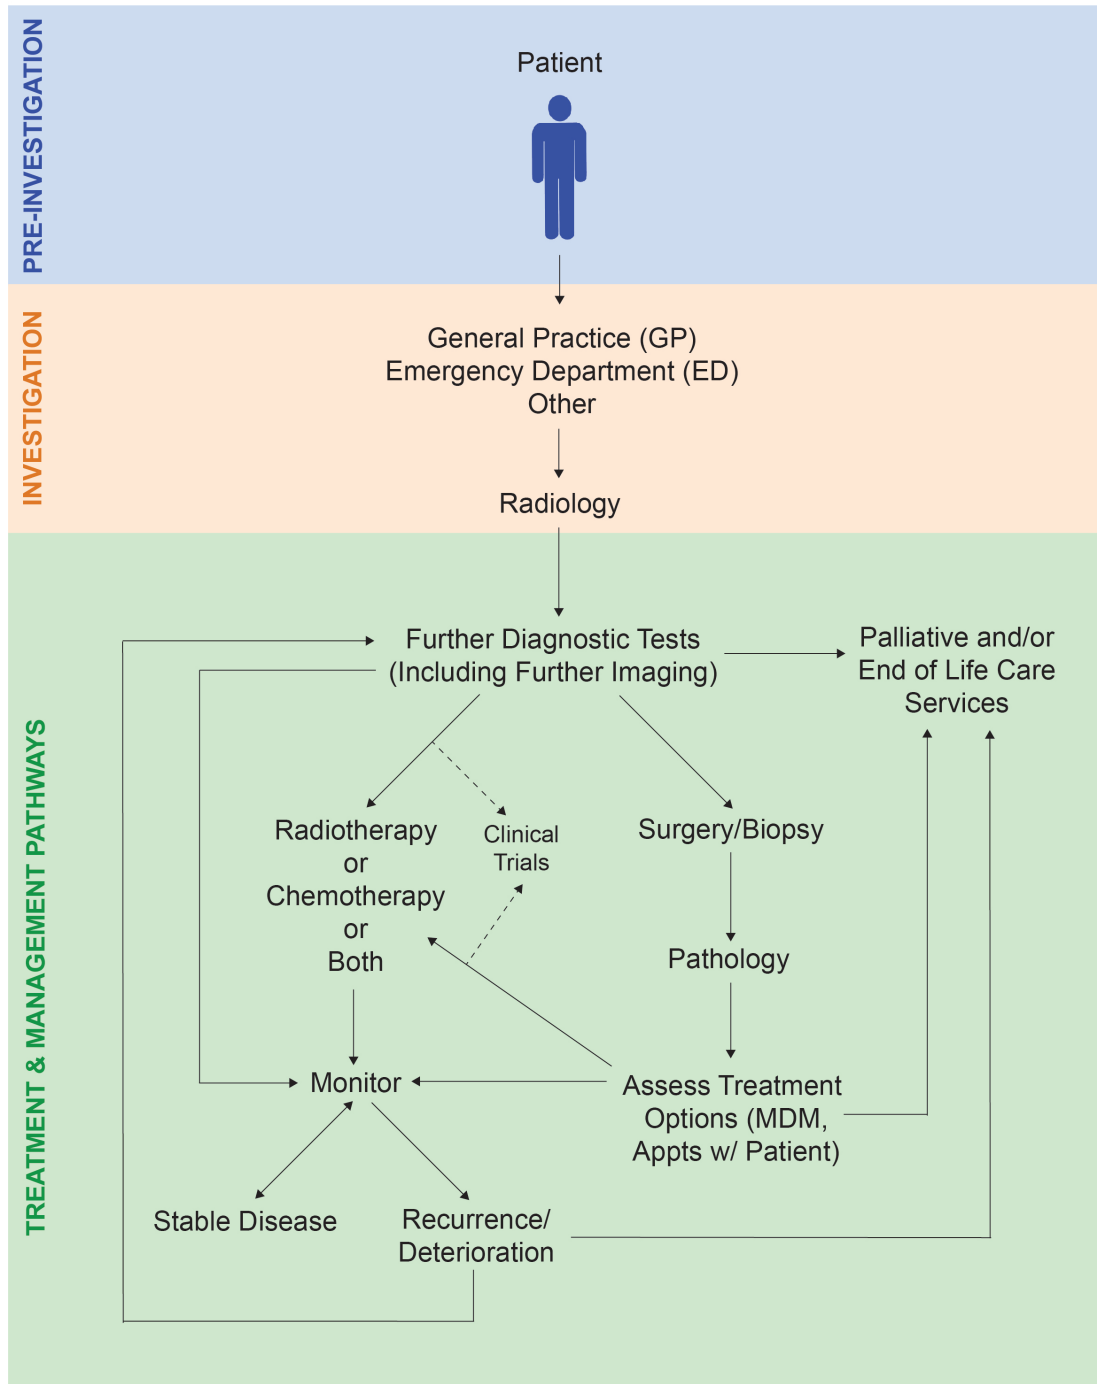 PRE-INVESTIGATION
Patient
INVESTIGATION
General Practice (GP)
Emergency Department (ED)
Other
Radiology
TREATMENT & MANAGEMENT PATHWAYS
Further Diagnostic Tests
(Including Further Imaging)
Palliative and/or
End of Life Care
Services
Radiotherapy
or
Chemotherapy
or
Both
Clinical
Trials
Surgery/Biopsy
Pathology
Monitor
Assess Treatment
Options (MDM,
Appts w/ Patient)
Stable Disease
Recurrence/
Deterioration